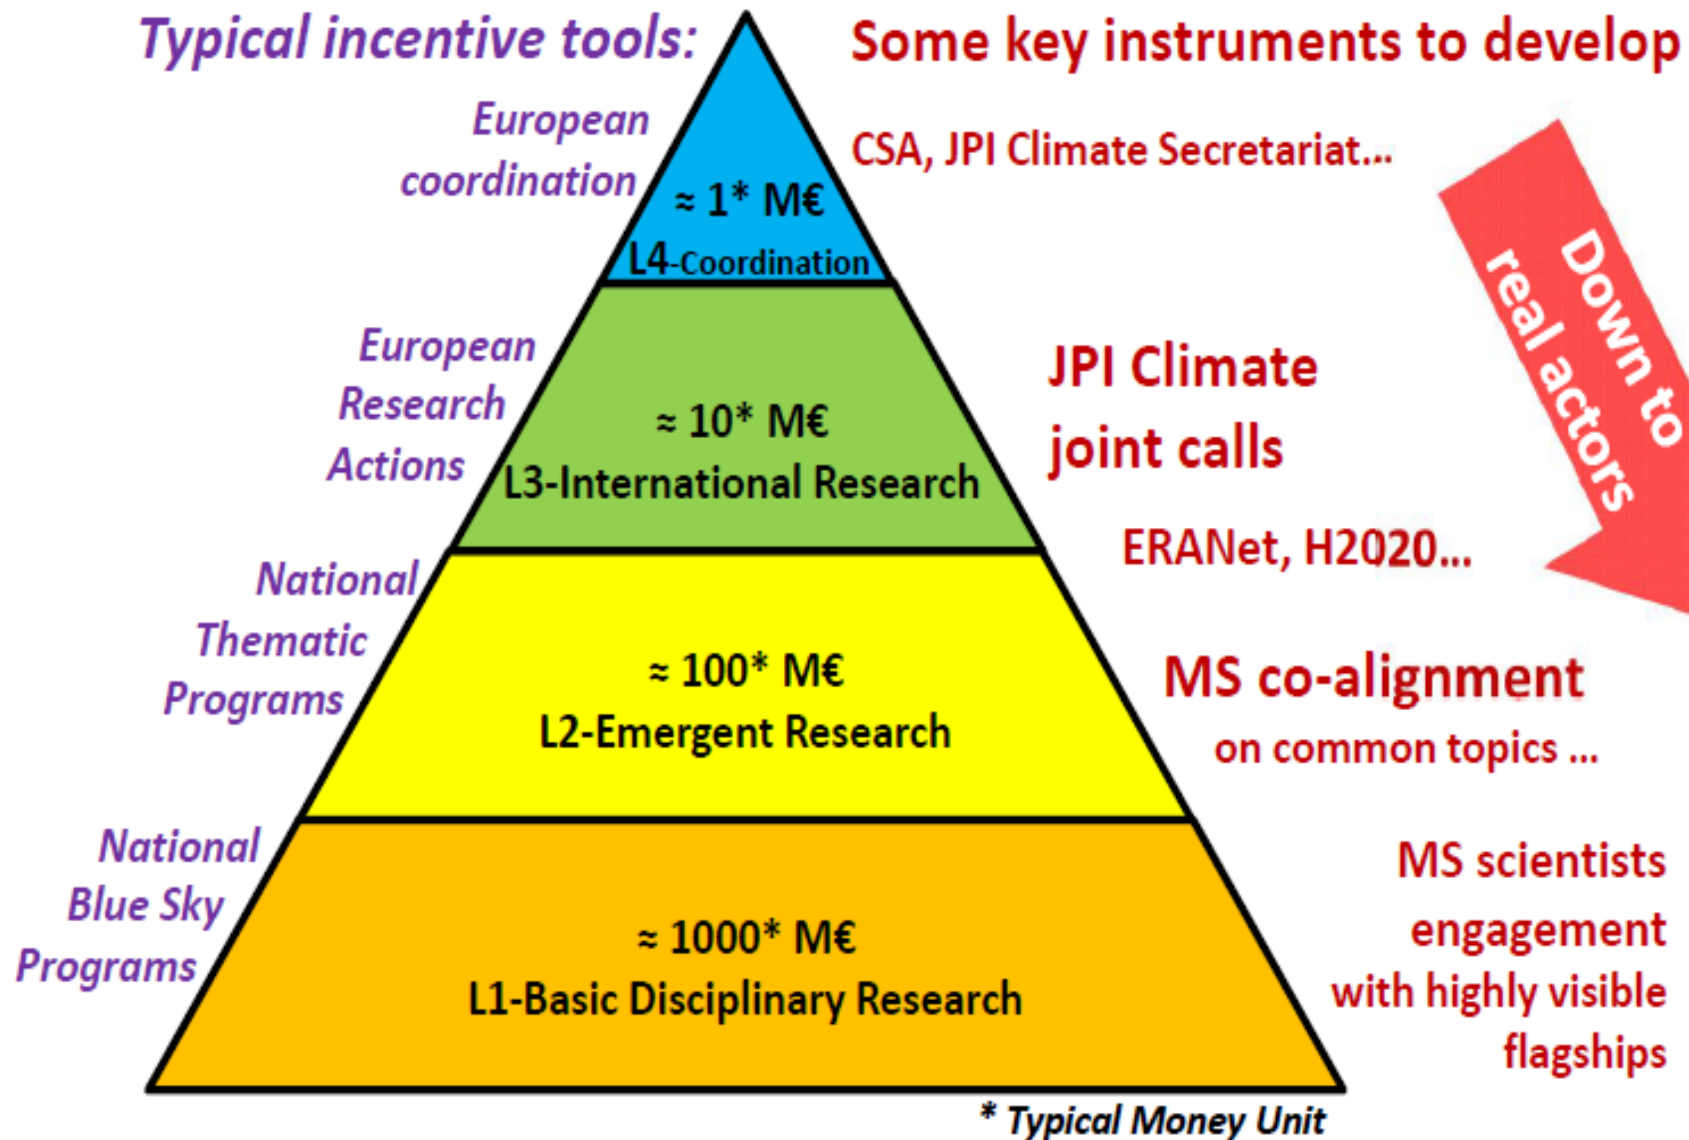 Typical incentive tools:
Some key instruments to develop
European
coordination
CSA, JPI Climate Secretariat...
≈ 1* M€
L4-Coordination
Down to
real actors
European
Research
Actions
≈ 10* M€
L3-International Research
JPI Climate
joint calls
ERANet, H2020...
National
Thematic
Programs
≈ 100* M€
L2-Emergent Research
MS co-alignment
on common topics ...
National
Blue Sky
Programs
≈ 1000* M€
L1-Basic Disciplinary Research
MS scientists
engagement
with highly visible
flagships
* Typical Money Unit